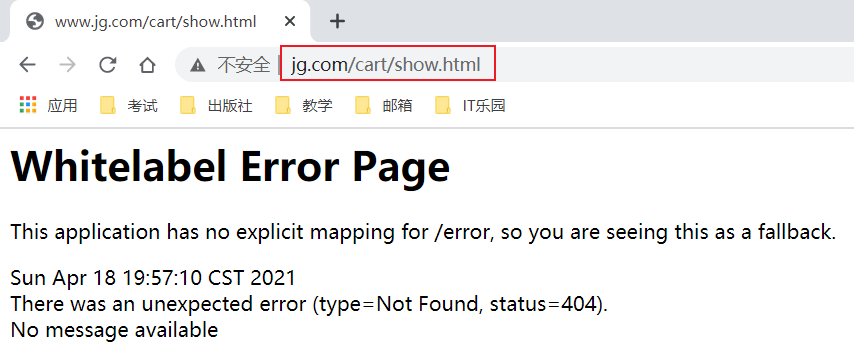 www.jg.com/cart/show.html
不安全 | jg.com/cart/show.html
应用 考试 出版社 教学 邮箱 IT乐园
Whitelabel Error Page
This application has no explicit mapping for /error, so you are seeing this as a fallback.
Sun Apr 18 19:57:10 CST 2021
There was an unexpected error (type=Not Found, status=404).
No message available